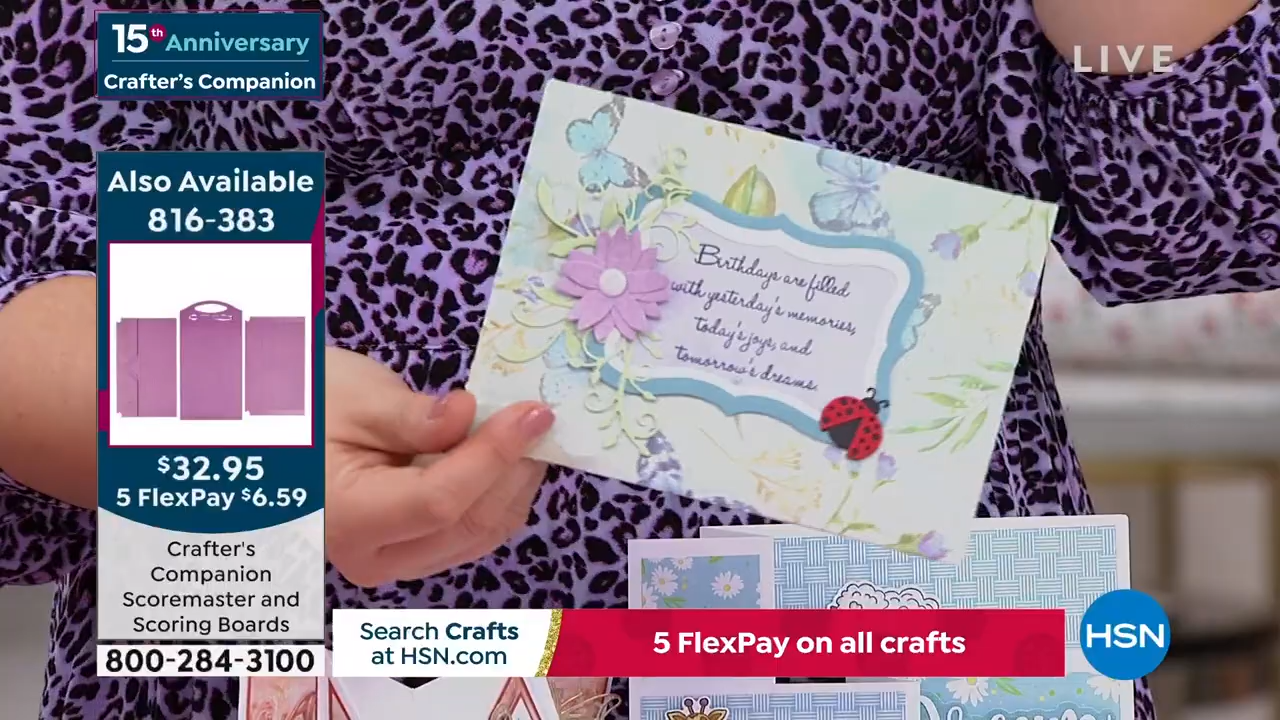 15th Anniversary
Crafter's Companion
LIVE
Also Available
816-383
$32.95
5 FlexPay $6.59
Crafter's
Companion
Scoremaster and
Scoring Boards
800-284-3100
Birthdays are filled
with yesterday's memories,
today's joys, and
tomorrow's dreams.
Search Crafts
at HSN.com
5 FlexPay on all crafts
HSN